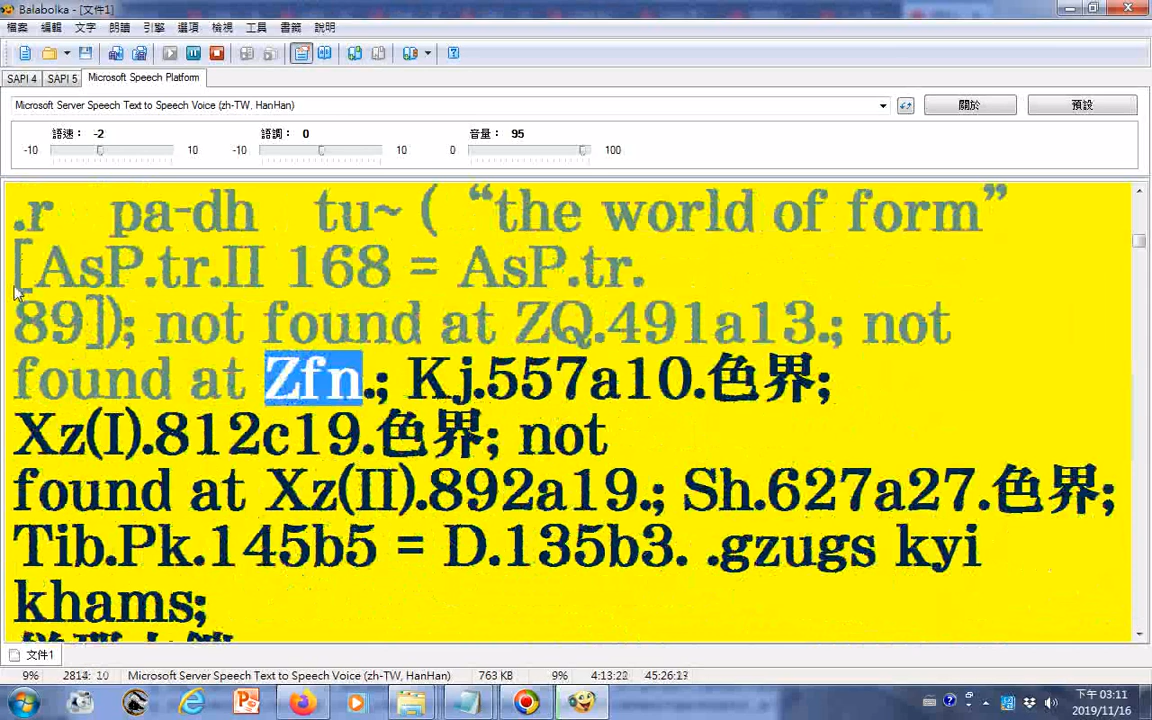 Balabolka - [文件1]
檔案 編輯 文字 朗讀 引擎 選項 檢視 工具 書籤 說明
SAPI 4 SAPI 5 Microsoft Speech Platform
Microsoft Server Speech Text to Speech Voice (zh-TW, HanHan) 關於 預設
語速： -2 語調： 0 音量： 95
-10 10 -10 10 0 100
.r pa-dh tu~ ( “the world of form”
[AsP.tr.II 168 = AsP.tr.
89]); not found at ZQ.491a13.; not
found at Zfn.; Kj.557a10.色界;
Xz(I).812c19.色界; not
found at Xz(II).892a19.; Sh.627a27.色界;
Tib.Pk.145b5 = D.135b3. .gzugs kyi
khams;
文件1
9% 2814: 10 Microsoft Server Speech Text to Speech Voice (zh-TW, HanHan) 763 KB 9% 4:13:22 45:26:13
下午 03:11
2019/11/16